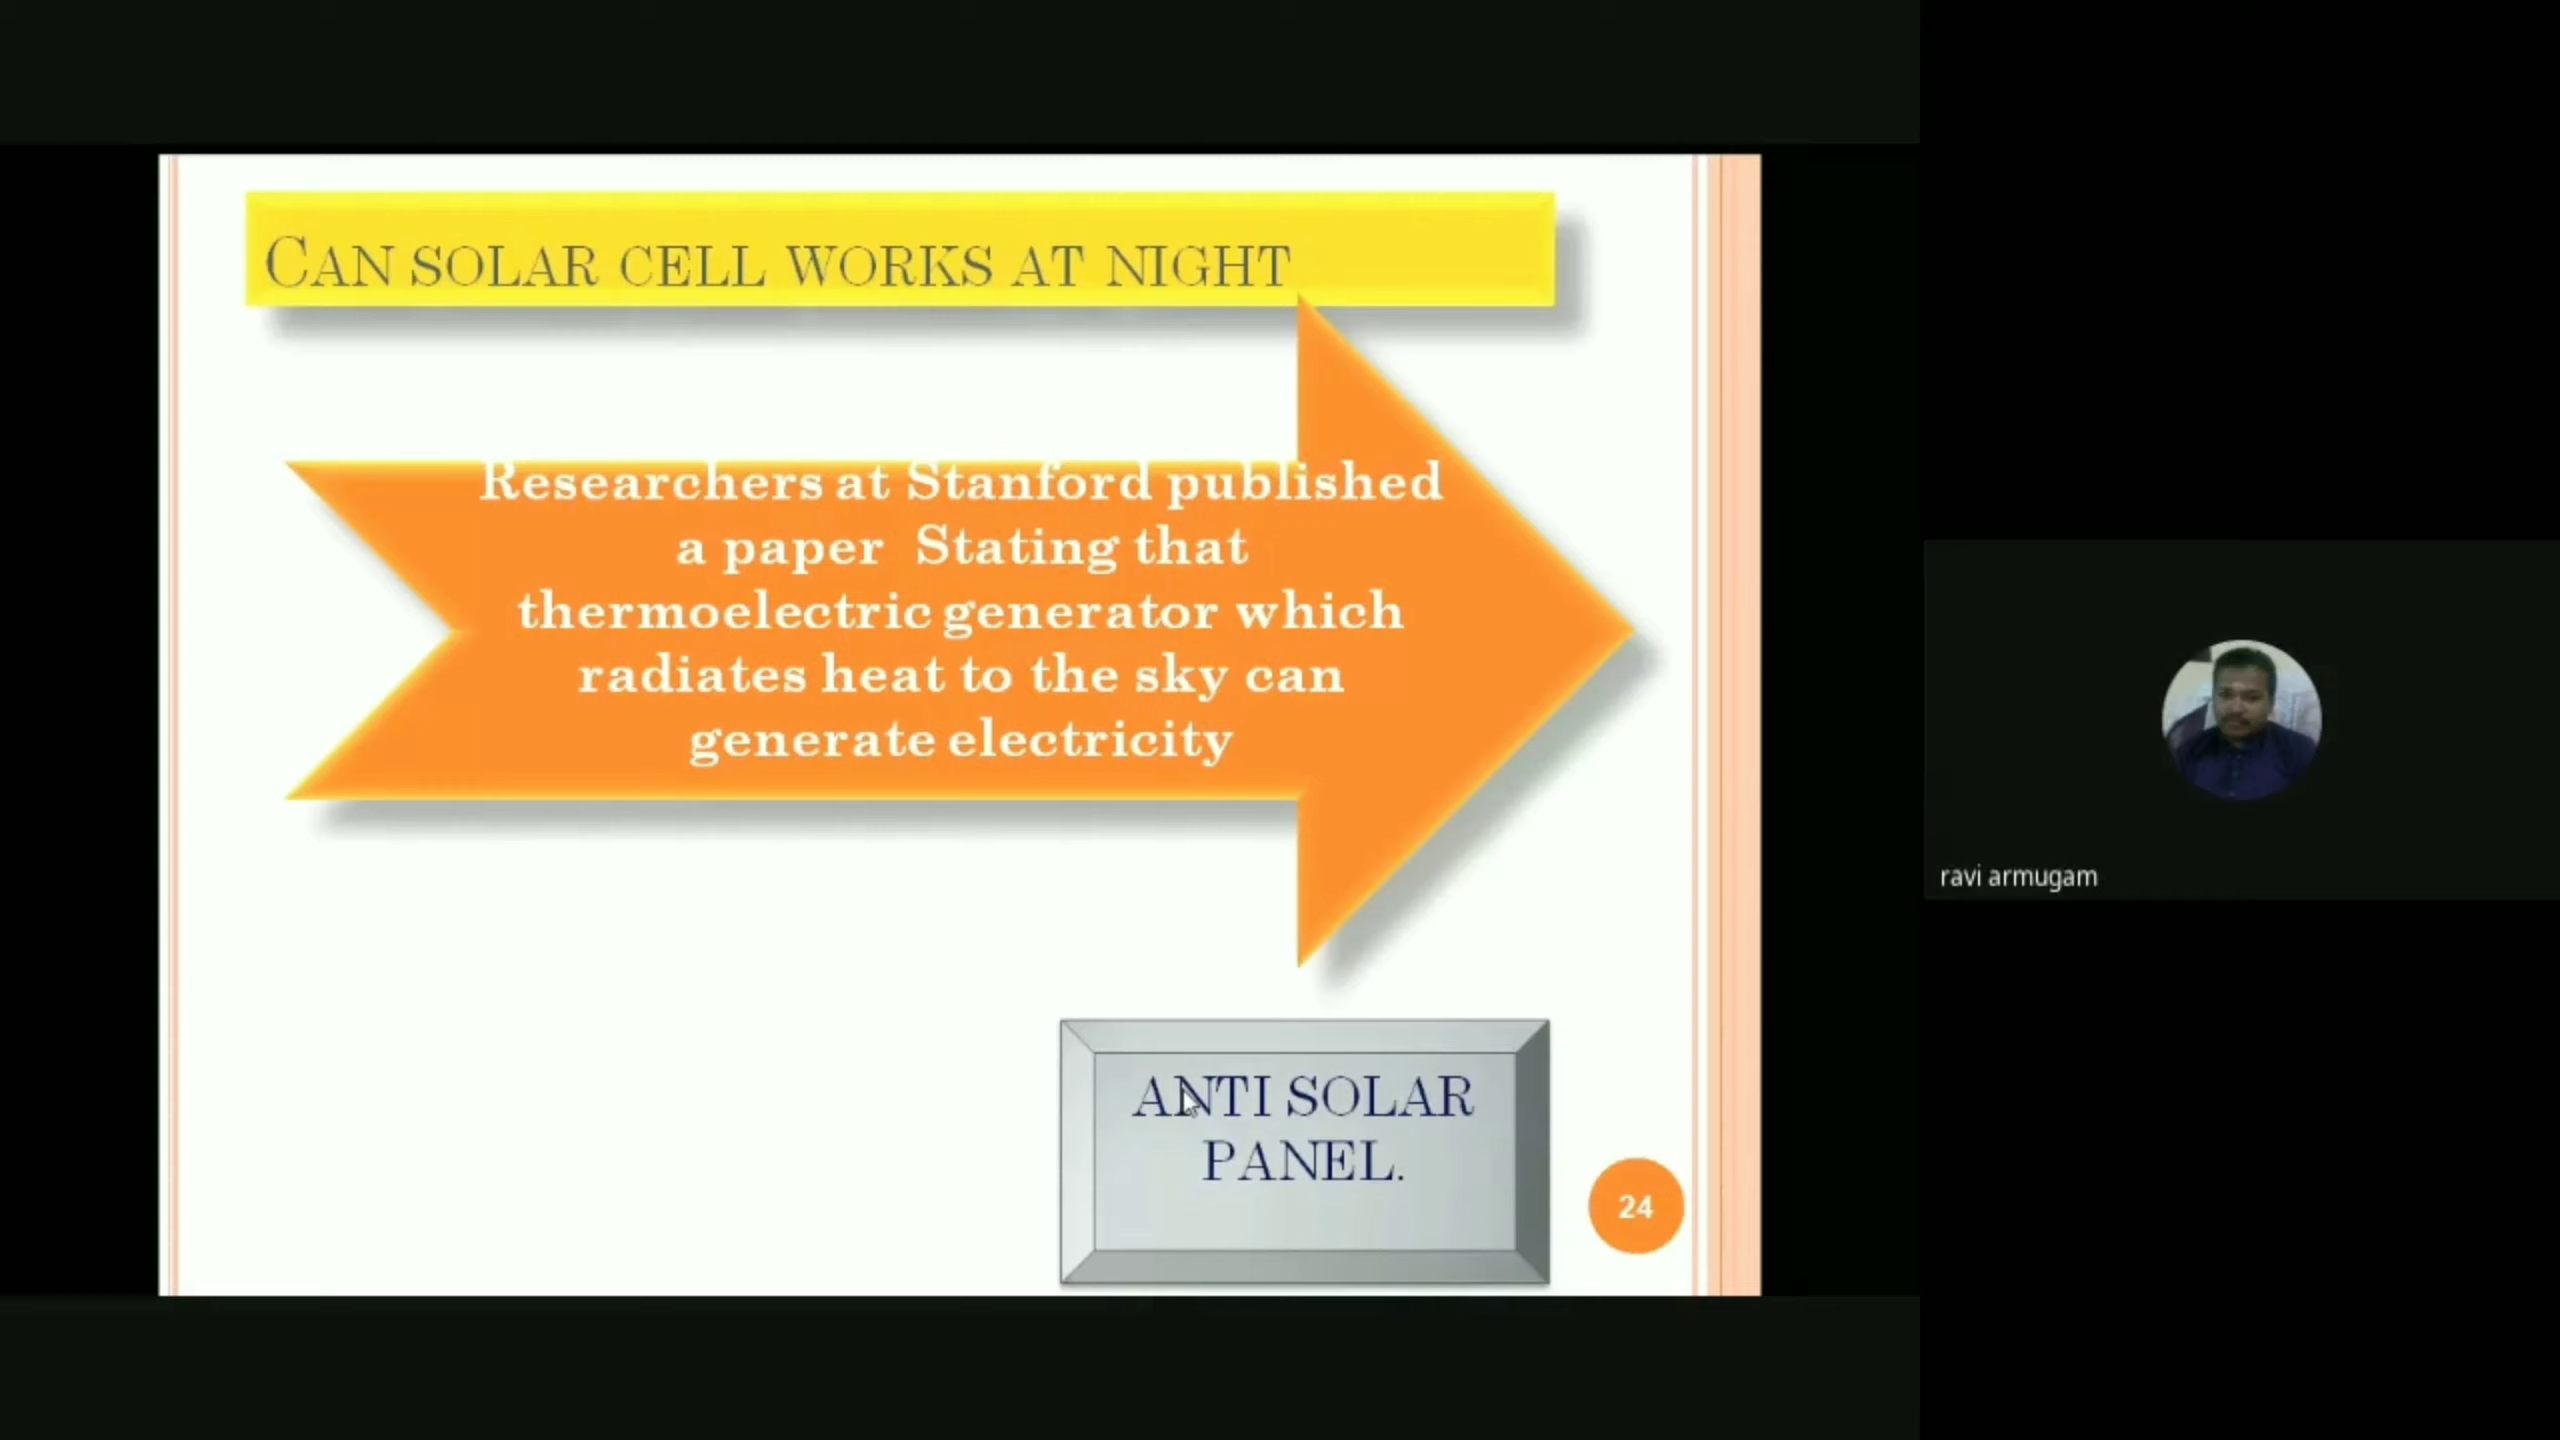 CAN SOLAR CELL WORKS AT NIGHT
Researchers at Stanford published
a paper Stating that
thermoelectric generator which
radiates heat to the sky can
generate electricity
ANTI SOLAR
PANEL.
24
ravi armugam